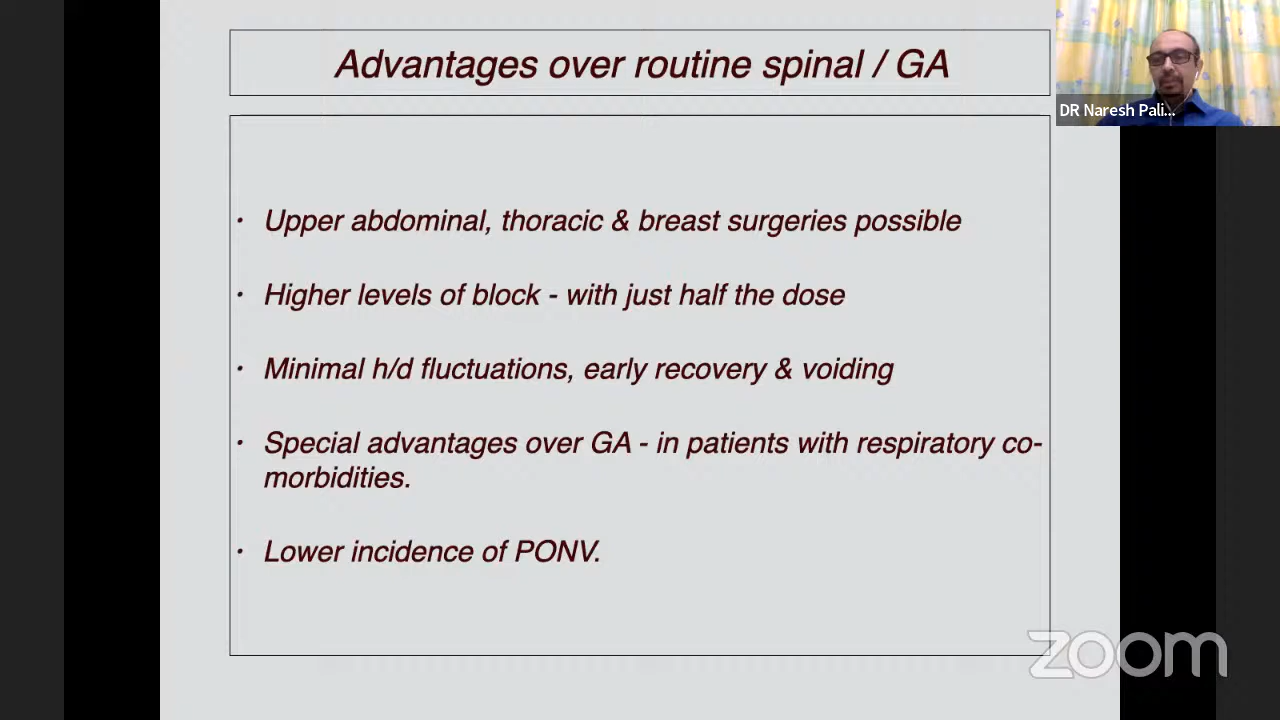 Advantages over routine spinal / GA
DR Naresh Pali...
· Upper abdominal, thoracic & breast surgeries possible
· Higher levels of block - with just half the dose
· Minimal h/d fluctuations, early recovery & voiding
· Special advantages over GA - in patients with respiratory co-
morbidities.
· Lower incidence of PONV.
zoom